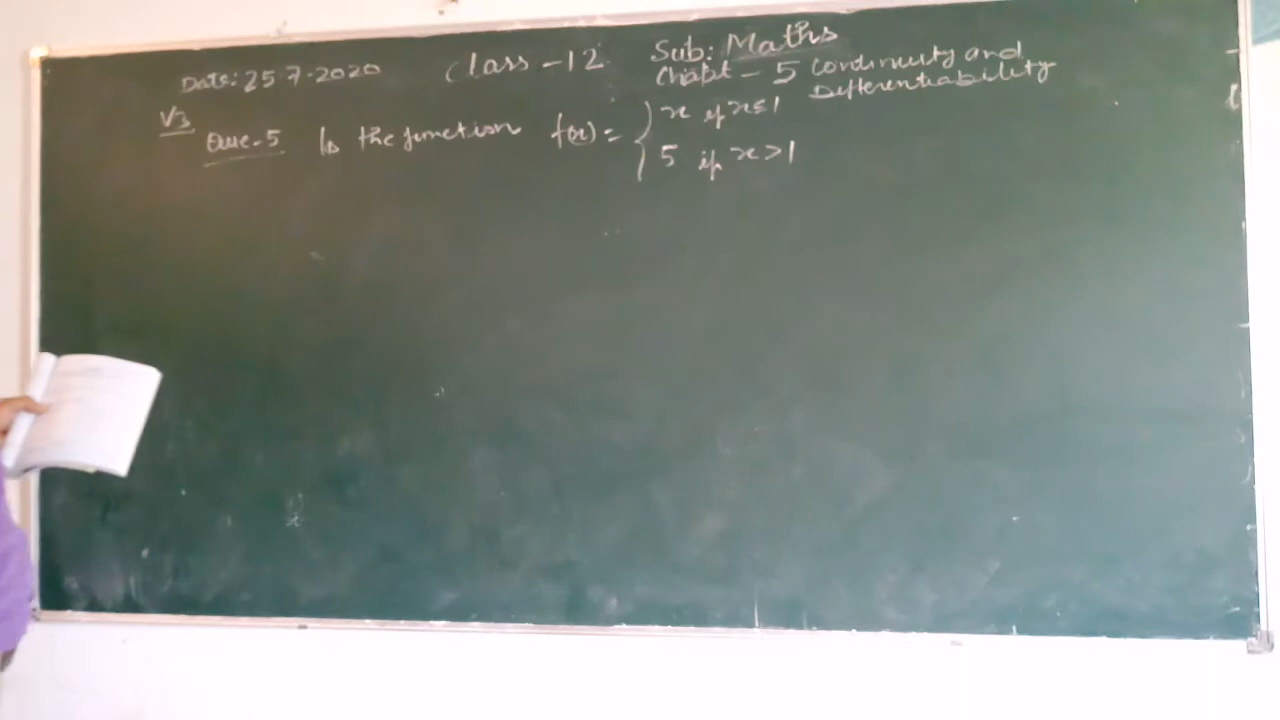 Date: 25 7-2020 Class -12 Sub: Maths
Chapt - 5 Continuity and
Differentiability
V3
Que-5 Is the function f(x) = { x if x ≤ 1
5 if x > 1